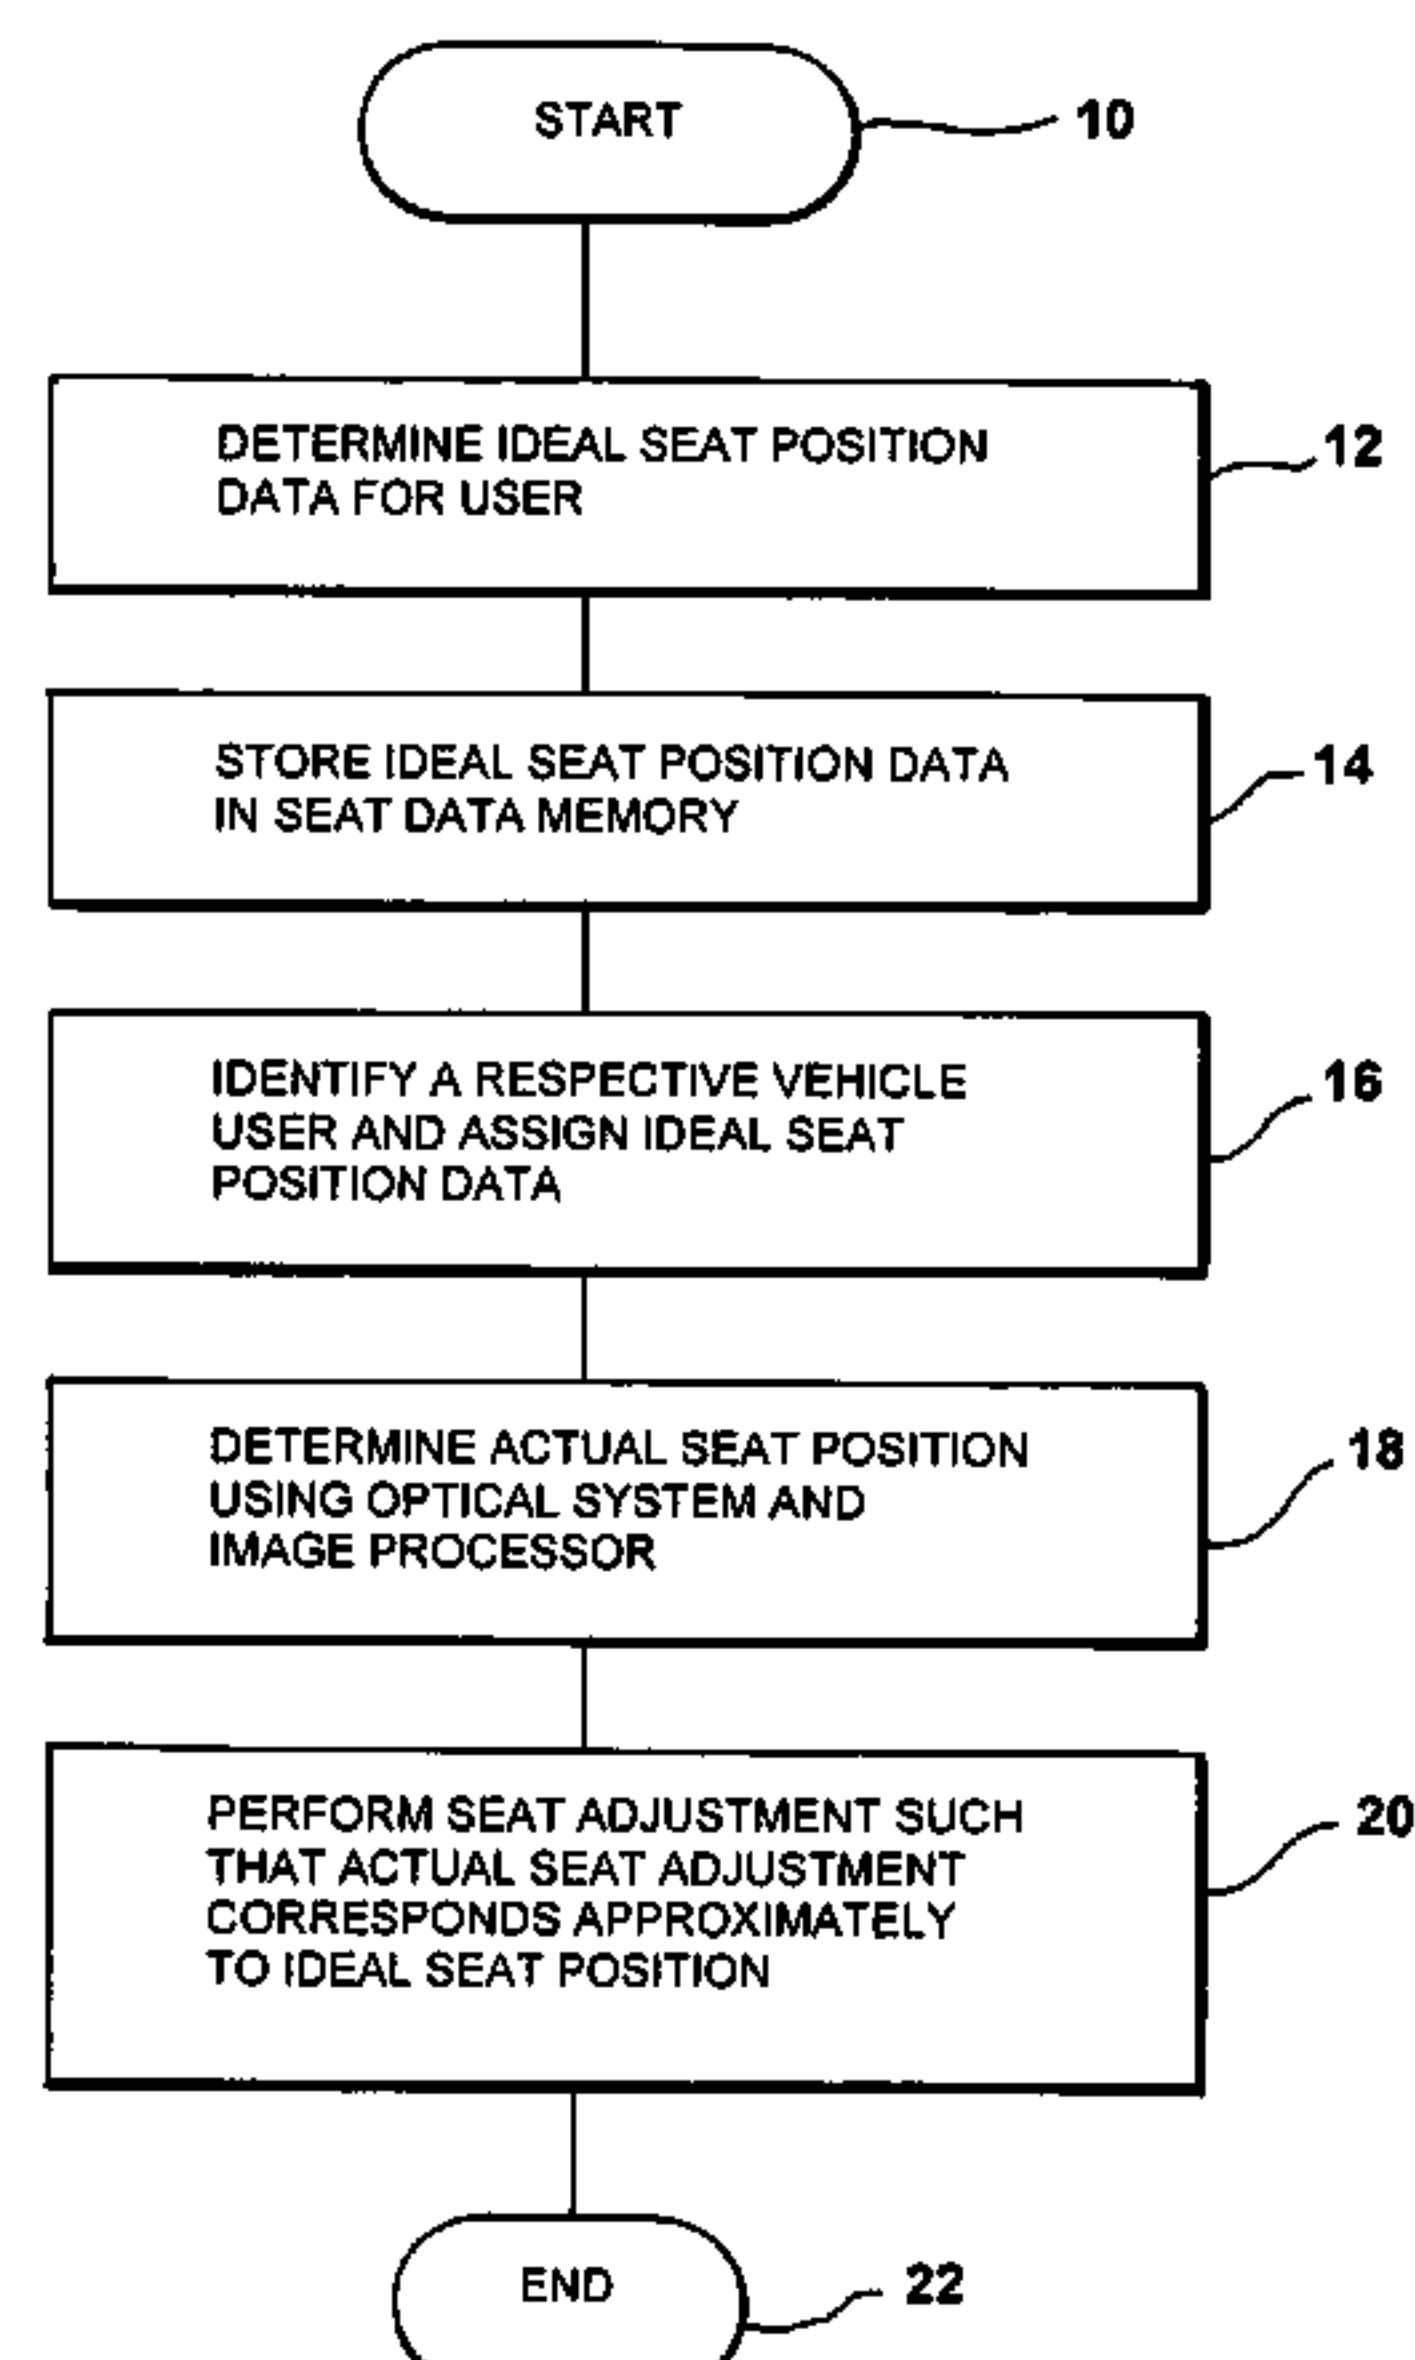 START
10
DETERMINE IDEAL SEAT POSITION
DATA FOR USER
12
STORE IDEAL SEAT POSITION DATA
IN SEAT DATA MEMORY
14
IDENTIFY A RESPECTIVE VEHICLE
USER AND ASSIGN IDEAL SEAT
POSITION DATA
16
DETERMINE ACTUAL SEAT POSITION
USING OPTICAL SYSTEM AND
IMAGE PROCESSOR
18
PERFORM SEAT ADJUSTMENT SUCH
THAT ACTUAL SEAT ADJUSTMENT
CORRESPONDS APPROXIMATELY
TO IDEAL SEAT POSITION
20
END
22